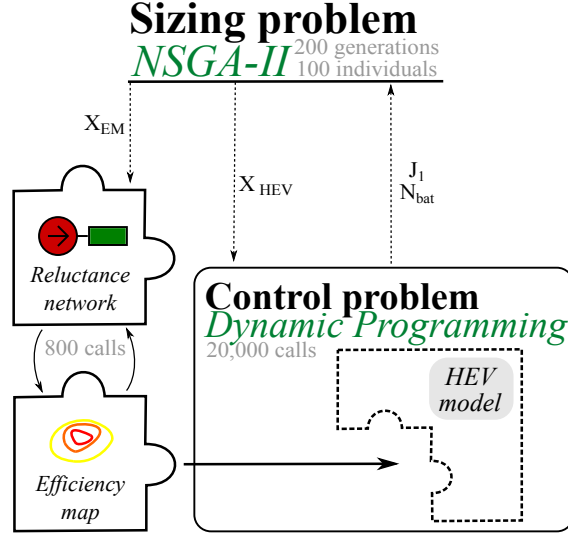 Sizing problem
NSGA-II
200 generations
100 individuals
X_EM
X_HEV
J_1
N_bat
Reluctance
network
800 calls
Control problem
Dynamic Programming
20,000 calls
HEV
model
Efficiency
map